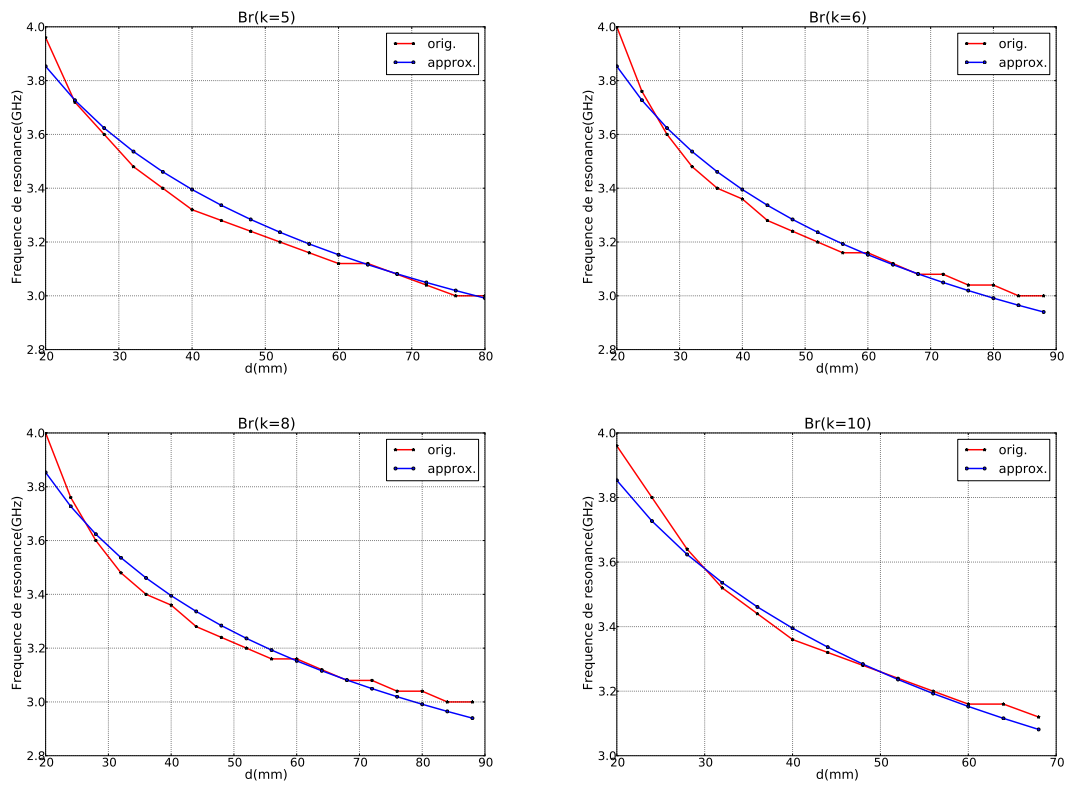 Br(k=5)
4.0
3.8
3.6
3.4
3.2
3.0
2.8
Frequence de resonance(GHz)
orig.
approx.
20 30 40 50 60 70 80
d(mm)
Br(k=6)
4.0
3.8
3.6
3.4
3.2
3.0
2.8
Frequence de resonance(GHz)
orig.
approx.
20 30 40 50 60 70 80 90
d(mm)
Br(k=8)
4.0
3.8
3.6
3.4
3.2
3.0
2.8
Frequence de resonance(GHz)
orig.
approx.
20 30 40 50 60 70 80 90
d(mm)
Br(k=10)
4.0
3.8
3.6
3.4
3.2
3.0
Frequence de resonance(GHz)
orig.
approx.
20 30 40 50 60 70
d(mm)